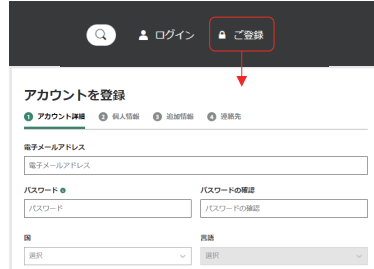 ログイン ご登録
アカウントを登録
1 アカウント詳細 2 個人情報 3 追加情報 4 連絡先
電子メールアドレス
電子メールアドレス
パスワード パスワードの確認
パスワード パスワードの確認
国 言語
選択 選択